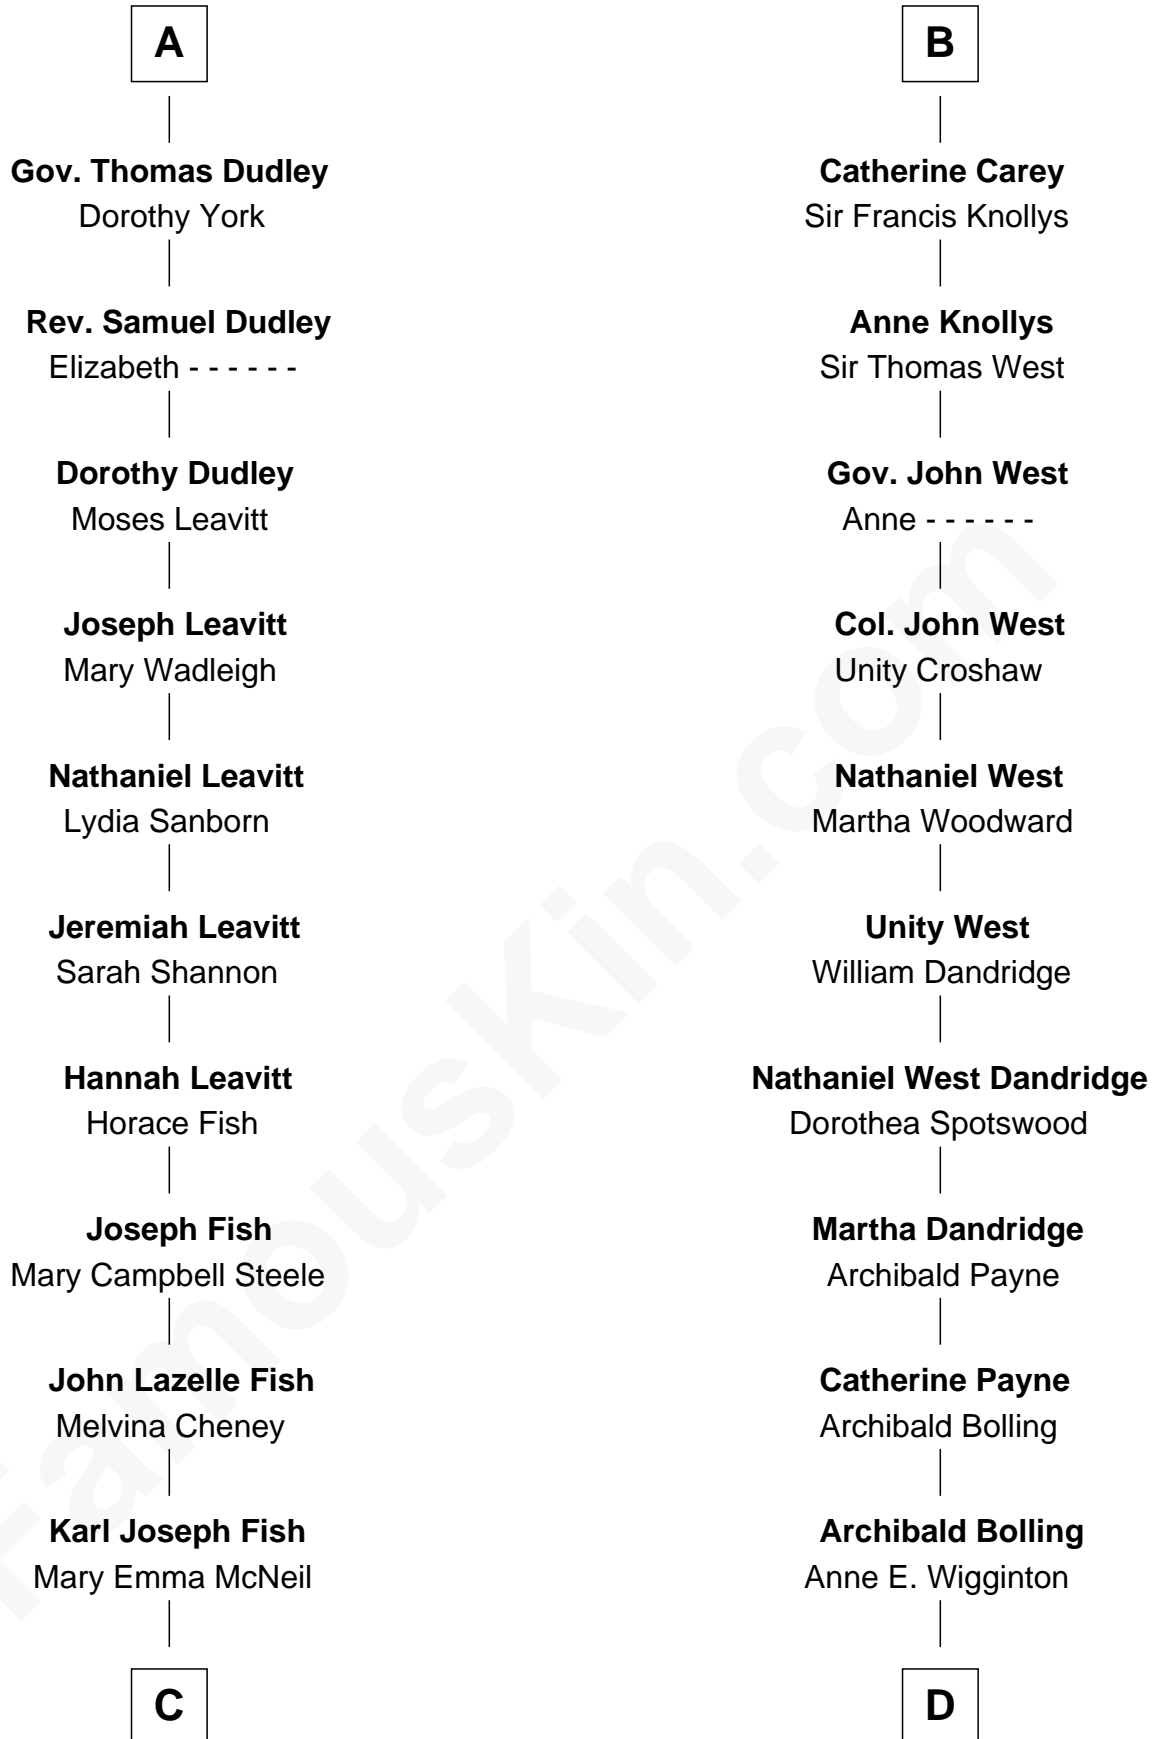 A
Gov. Thomas Dudley
Dorothy York
Rev. Samuel Dudley
Elizabeth - - - - - -
Dorothy Dudley
Moses Leavitt
Joseph Leavitt
Mary Wadleigh
Nathaniel Leavitt
Lydia Sanborn
Jeremiah Leavitt
Sarah Shannon
Hannah Leavitt
Horace Fish
Joseph Fish
Mary Campbell Steele
John Lazelle Fish
Melvina Cheney
Karl Joseph Fish
Mary Emma McNeil
C
B
Catherine Carey
Sir Francis Knollys
Anne Knollys
Sir Thomas West
Gov. John West
Anne - - - - - -
Col. John West
Unity Croshaw
Nathaniel West
Martha Woodward
Unity West
William Dandridge
Nathaniel West Dandridge
Dorothea Spotswood
Martha Dandridge
Archibald Payne
Catherine Payne
Archibald Bolling
Archibald Bolling
Anne E. Wigginton
D
FamousKin.com